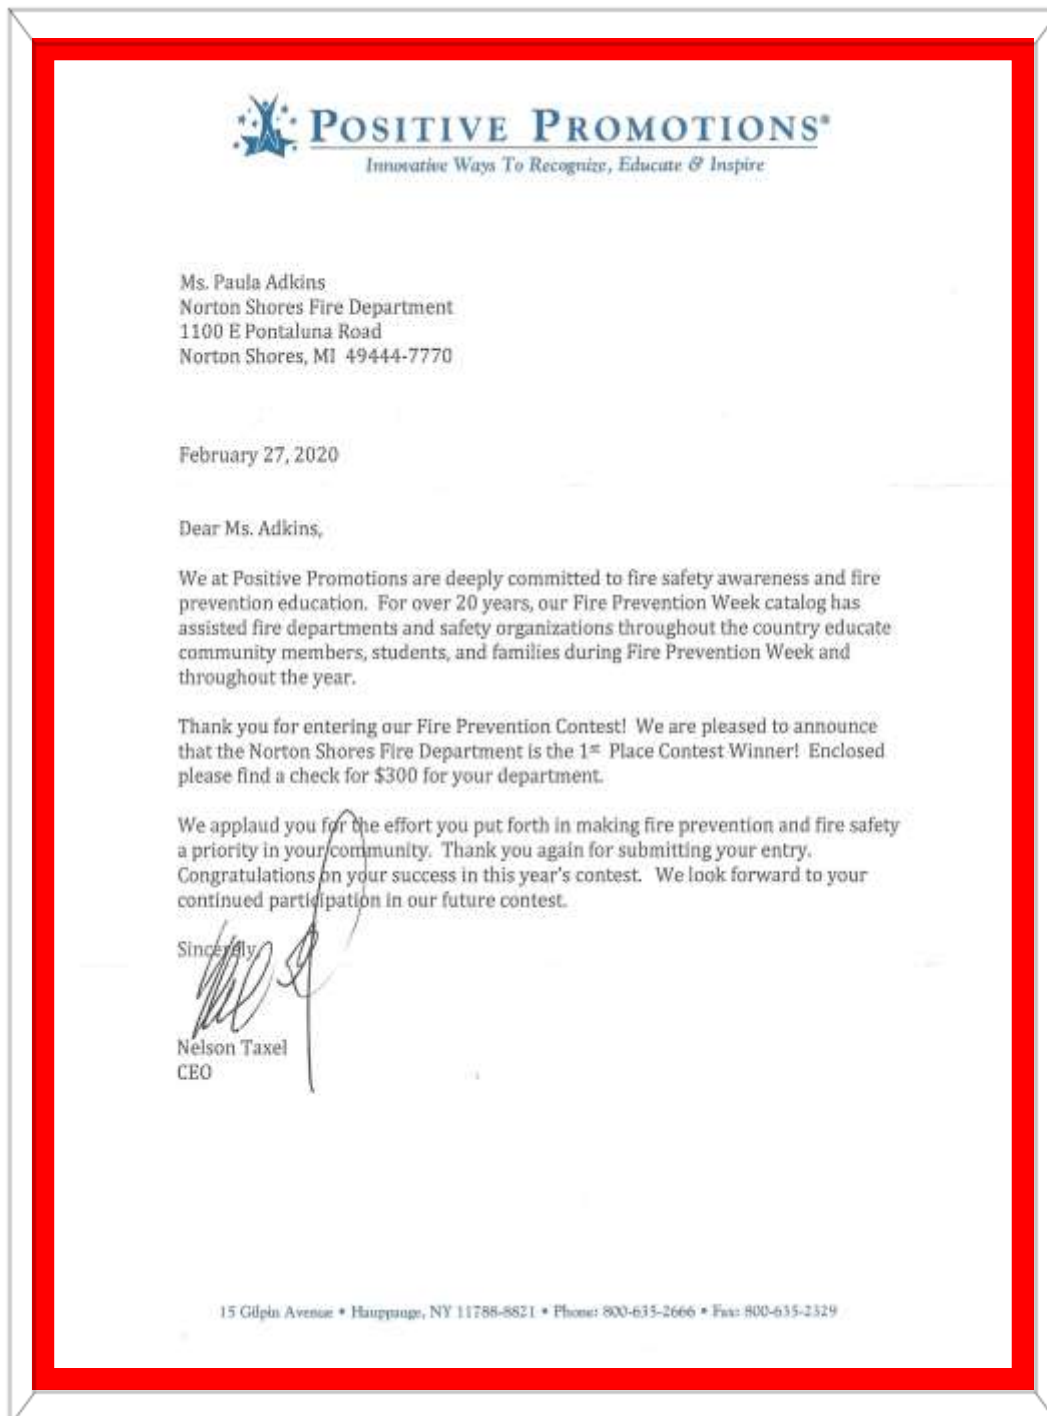 POSITIVE PROMOTIONS®
Innovative Ways To Recognize, Educate & Inspire
Ms. Paula Adkins
Norton Shores Fire Department
1100 E Pontaluna Road
Norton Shores, MI 49444-7770
February 27, 2020
Dear Ms. Adkins,
We at Positive Promotions are deeply committed to fire safety awareness and fire
prevention education. For over 20 years, our Fire Prevention Week catalog has
assisted fire departments and safety organizations throughout the country educate
community members, students, and families during Fire Prevention Week and
throughout the year.
Thank you for entering our Fire Prevention Contest! We are pleased to announce
that the Norton Shores Fire Department is the 1st Place Contest Winner! Enclosed
please find a check for $300 for your department.
We applaud you for the effort you put forth in making fire prevention and fire safety
a priority in your community. Thank you again for submitting your entry.
Congratulations on your success in this year's contest. We look forward to your
continued participation in our future contest.
Sincerely
Nelson Taxel
CEO
15 Gilpin Avenue • Hauppauge, NY 11788-8821 • Phone: 800-635-2666 • Fax: 800-635-2329